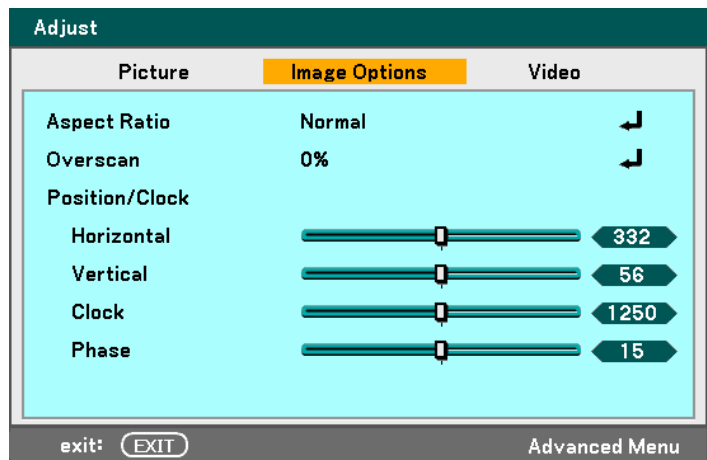 Adjust
Picture Image Options Video
Aspect Ratio Normal
Overscan 0%
Position/Clock
Horizontal 332
Vertical 56
Clock 1250
Phase 15
exit: EXIT Advanced Menu